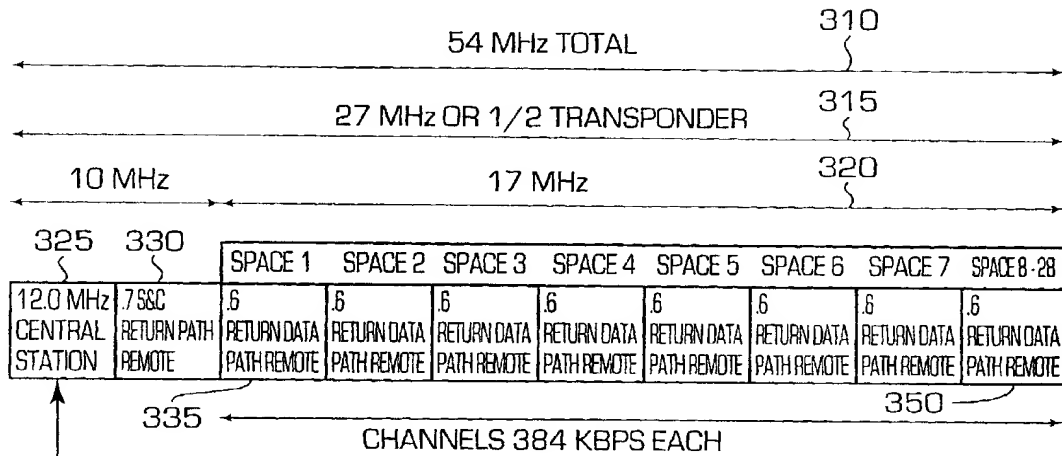 310
54 MHz TOTAL
315
27 MHz OR 1/2 TRANSPONDER
320
10 MHz
17 MHz
325
330
SPACE 1
SPACE 2
SPACE 3
SPACE 4
SPACE 5
SPACE 6
SPACE 7
SPACE 8-28
12.0 MHz
CENTRAL
STATION
.7 S&C
RETURN PATH
REMOTE
.6
RETURN DATA
PATH REMOTE
.6
RETURN DATA
PATH REMOTE
.6
RETURN DATA
PATH REMOTE
.6
RETURN DATA
PATH REMOTE
.6
RETURN DATA
PATH REMOTE
.6
RETURN DATA
PATH REMOTE
.6
RETURN DATA
PATH REMOTE
.6
RETURN DATA
PATH REMOTE
335
350
CHANNELS 384 KBPS EACH